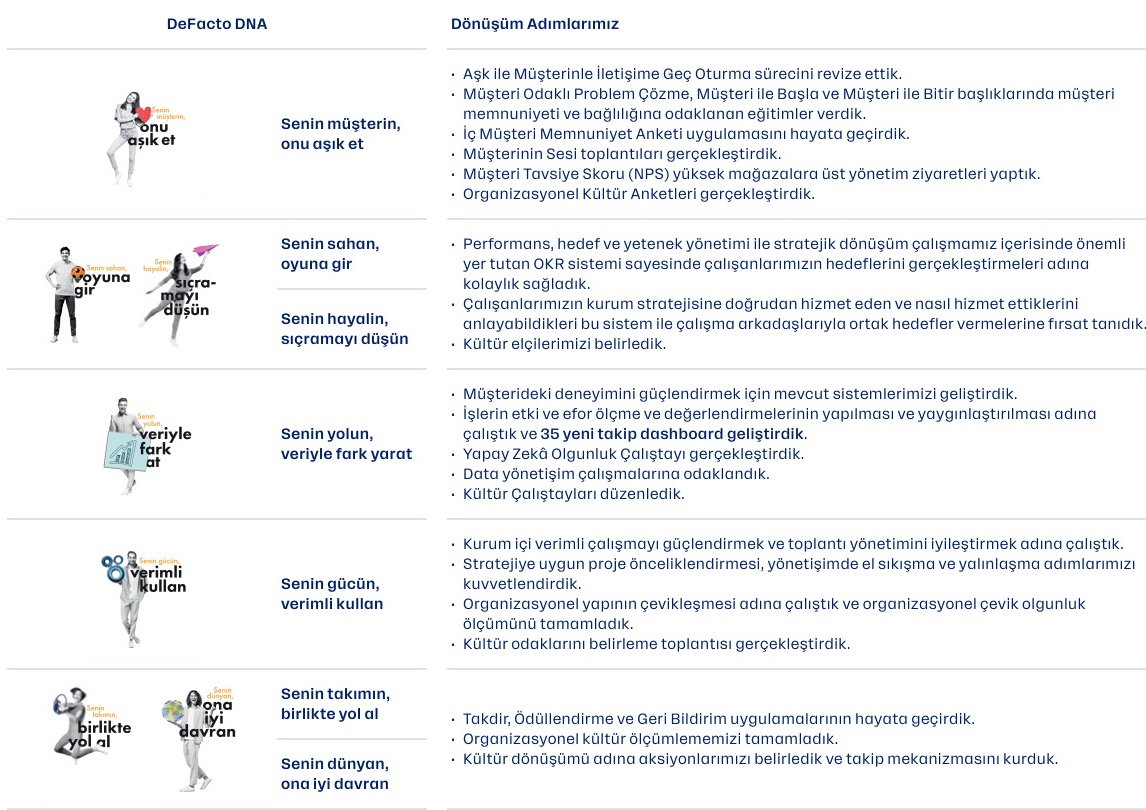 DeFacto DNA
Dönüşüm Adımlarımız
Senin
müşterin,
onu
aşık et
Senin müşterin,
onu aşık et
• Aşk ile Müşterinle İletişime Geç Oturma sürecini revize ettik.
• Müşteri Odaklı Problem Çözme, Müşteri ile Başla ve Müşteri ile Bitir başlıklarında müşteri
memnuniyeti ve bağlılığına odaklanan eğitimler verdik.
• İç Müşteri Memnuniyet Anketi uygulamasını hayata geçirdik.
• Müşterinin Sesi toplantıları gerçekleştirdik.
• Müşteri Tavsiye Skoru (NPS) yüksek mağazalara üst yönetim ziyaretleri yaptık.
• Organizasyonel Kültür Anketleri gerçekleştirdik.
Senin sahan,
oyuna
gir
Senin
hayalin,
sıçra-
mayı
düşün
Senin sahan,
oyuna gir
Senin hayalin,
sıçramayı düşün
• Performans, hedef ve yetenek yönetimi ile stratejik dönüşüm çalışmamız içerisinde önemli
yer tutan OKR sistemi sayesinde çalışanlarımızın hedeflerini gerçekleştirmeleri adına
kolaylık sağladık.
• Çalışanlarımızın kurum stratejisine doğrudan hizmet eden ve nasıl hizmet ettiklerini
anlayabildikleri bu sistem ile çalışma arkadaşlarıyla ortak hedefler vermelerine fırsat tanıdık.
• Kültür elçilerimizi belirledik.
Senin
yolun,
veriyle
fark
at
Senin yolun,
veriyle fark yarat
• Müşterideki deneyimini güçlendirmek için mevcut sistemlerimizi geliştirdik.
• İşlerin etki ve efor ölçme ve değerlendirmelerinin yapılması ve yaygınlaştırılması adına
çalıştık ve 35 yeni takip dashboard geliştirdik.
• Yapay Zekâ Olgunluk Çalıştayı gerçekleştirdik.
• Data yönetişim çalışmalarına odaklandık.
• Kültür Çalıştayları düzenledik.
Senin gücün,
verimli
kullan
Senin gücün,
verimli kullan
• Kurum içi verimli çalışmayı güçlendirmek ve toplantı yönetimini iyileştirmek adına çalıştık.
• Stratejiye uygun proje önceliklendirmesi, yönetişimde el sıkışma ve yalınlaşma adımlarımızı
kuvvetlendirdik.
• Organizasyonel yapının çevikleşmesi adına çalıştık ve organizasyonel çevik olgunluk
ölçümünü tamamladık.
• Kültür odaklarını belirleme toplantısı gerçekleştirdik.
Senin
takımın,
birlikte
yol al
Senin
dünyan,
ona
iyi
davran
Senin takımın,
birlikte yol al
Senin dünyan,
ona iyi davran
• Takdir, Ödüllendirme ve Geri Bildirim uygulamalarının hayata geçirdik.
• Organizasyonel kültür ölçümlememizi tamamladık.
• Kültür dönüşümü adına aksiyonlarımızı belirledik ve takip mekanizmasını kurduk.